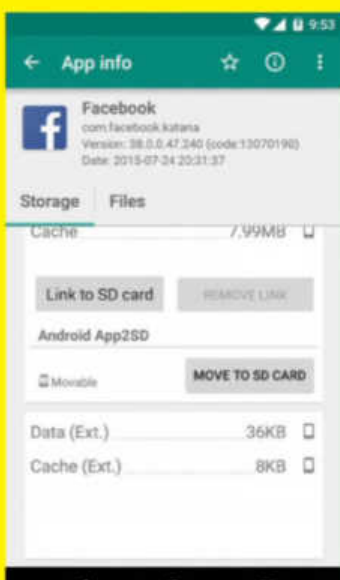 9:53
App info
Facebook
com.facebook.katana
Version: 38.0.0.47.240 (code:13070190)
Date: 2015-07-24 20:31:37
Storage Files
Cache 7.99MB
Link to SD card REMOVE LINK
Android App2SD
Movable MOVE TO SD CARD
Data (Ext.) 36KB
Cache (Ext.) 8KB